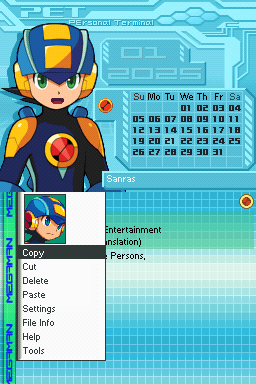 PET
PErsonal Terminal
01
2025
Su Mo Tu We Th Fr Sa
01 02 03 04
05 06 07 08 09 10 11
12 13 14 15 16 17 18
19 20 21 22 23 24 25
26 27 28 29 30 31
Sanras
MEGAMAN
MEGAMAN
Entertainment
nslation)
e Persons,
Copy
Cut
Delete
Paste
Settings
File Info
Help
Tools